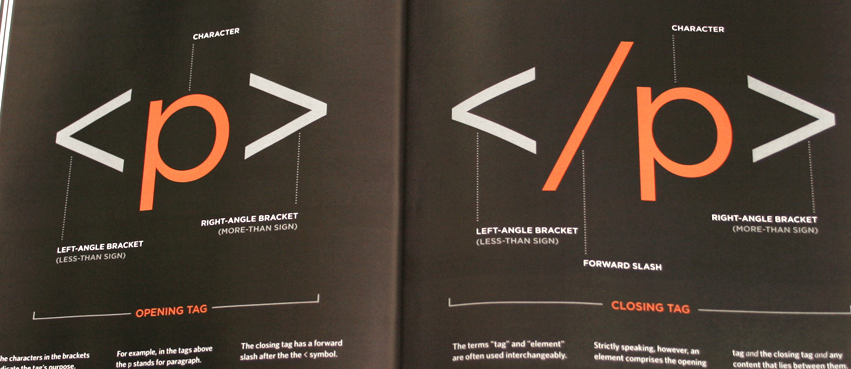 CHARACTER
<p>
RIGHT-ANGLE BRACKET
(MORE-THAN SIGN)
LEFT-ANGLE BRACKET
(LESS-THAN SIGN)
OPENING TAG
The characters in the brackets
the tag's purpose.
For example, in the tags above
the p stands for paragraph.
The closing tag has a forward
slash after the the < symbol.
CHARACTER
</p>
LEFT-ANGLE BRACKET
(LESS-THAN SIGN)
RIGHT-ANGLE BRACKET
(MORE-THAN SIGN)
FORWARD SLASH
CLOSING TAG
The terms "tag" and "element"
are often used interchangeably.
Strictly speaking, however, an
element comprises the opening
tag and the closing tag and any
content that lies between them.